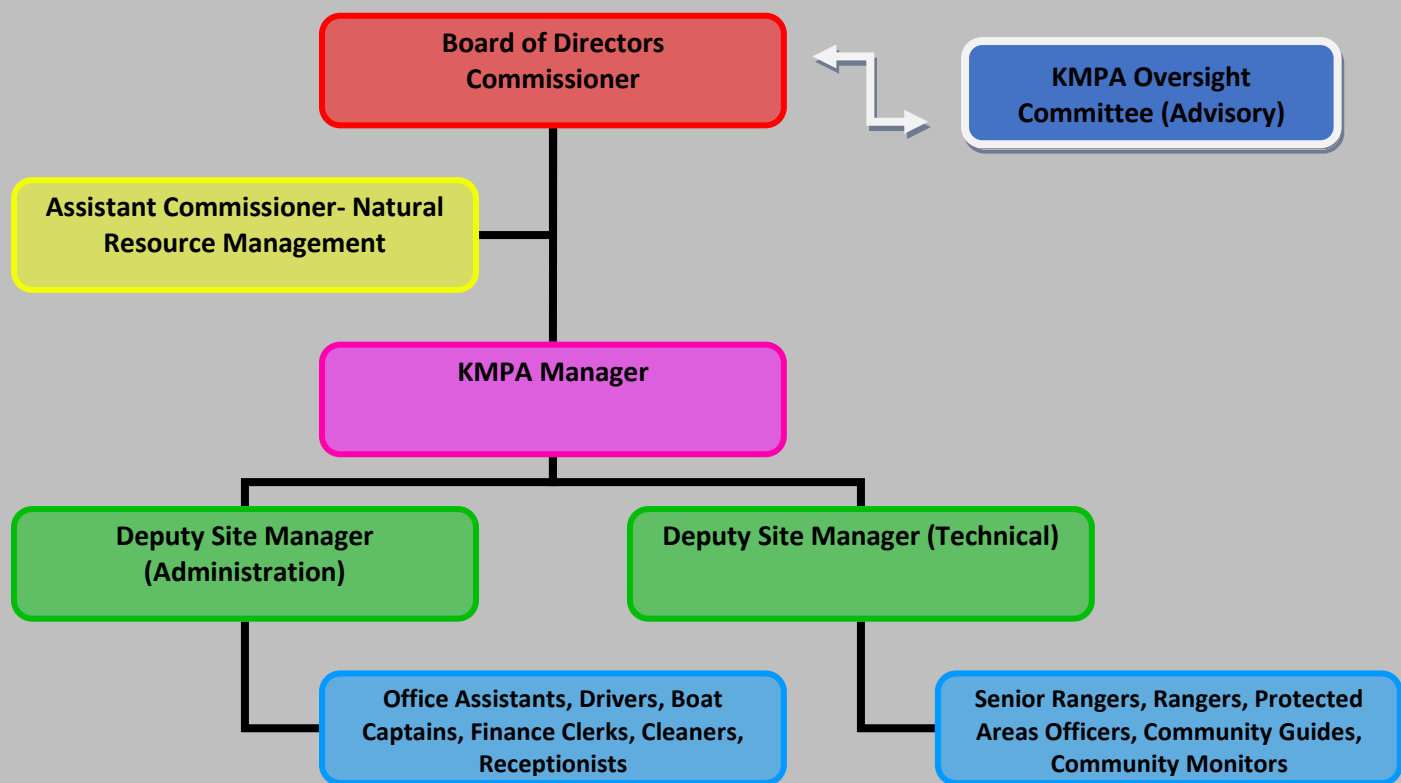 Board of Directors
Commissioner
KMPA Oversight
Committee (Advisory)
Assistant Commissioner- Natural
Resource Management
KMPA Manager
Deputy Site Manager
(Administration)
Deputy Site Manager (Technical)
Office Assistants, Drivers, Boat
Captains, Finance Clerks, Cleaners,
Receptionists
Senior Rangers, Rangers, Protected
Areas Officers, Community Guides,
Community Monitors